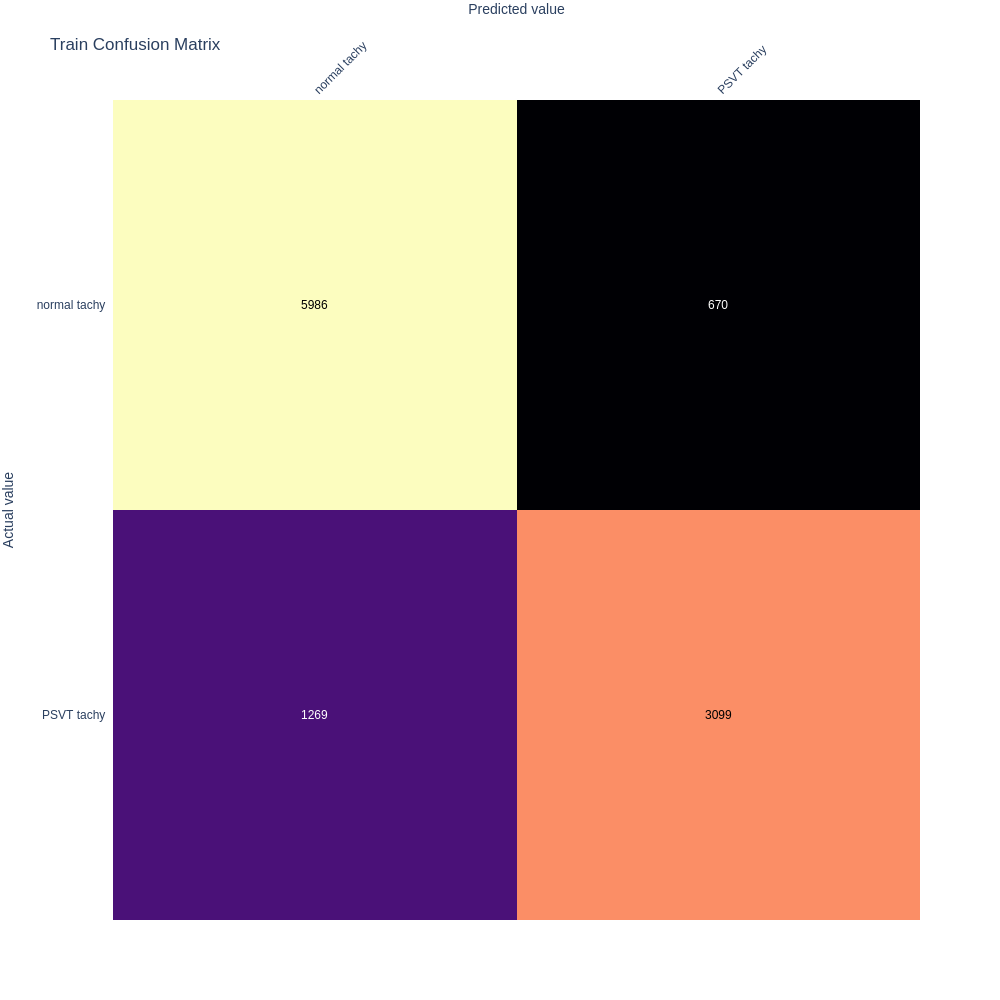 Predicted value
Train Confusion Matrix
normal tachy
PSVT tachy
normal tachy
5986
670
Actual value
PSVT tachy
1269
3099